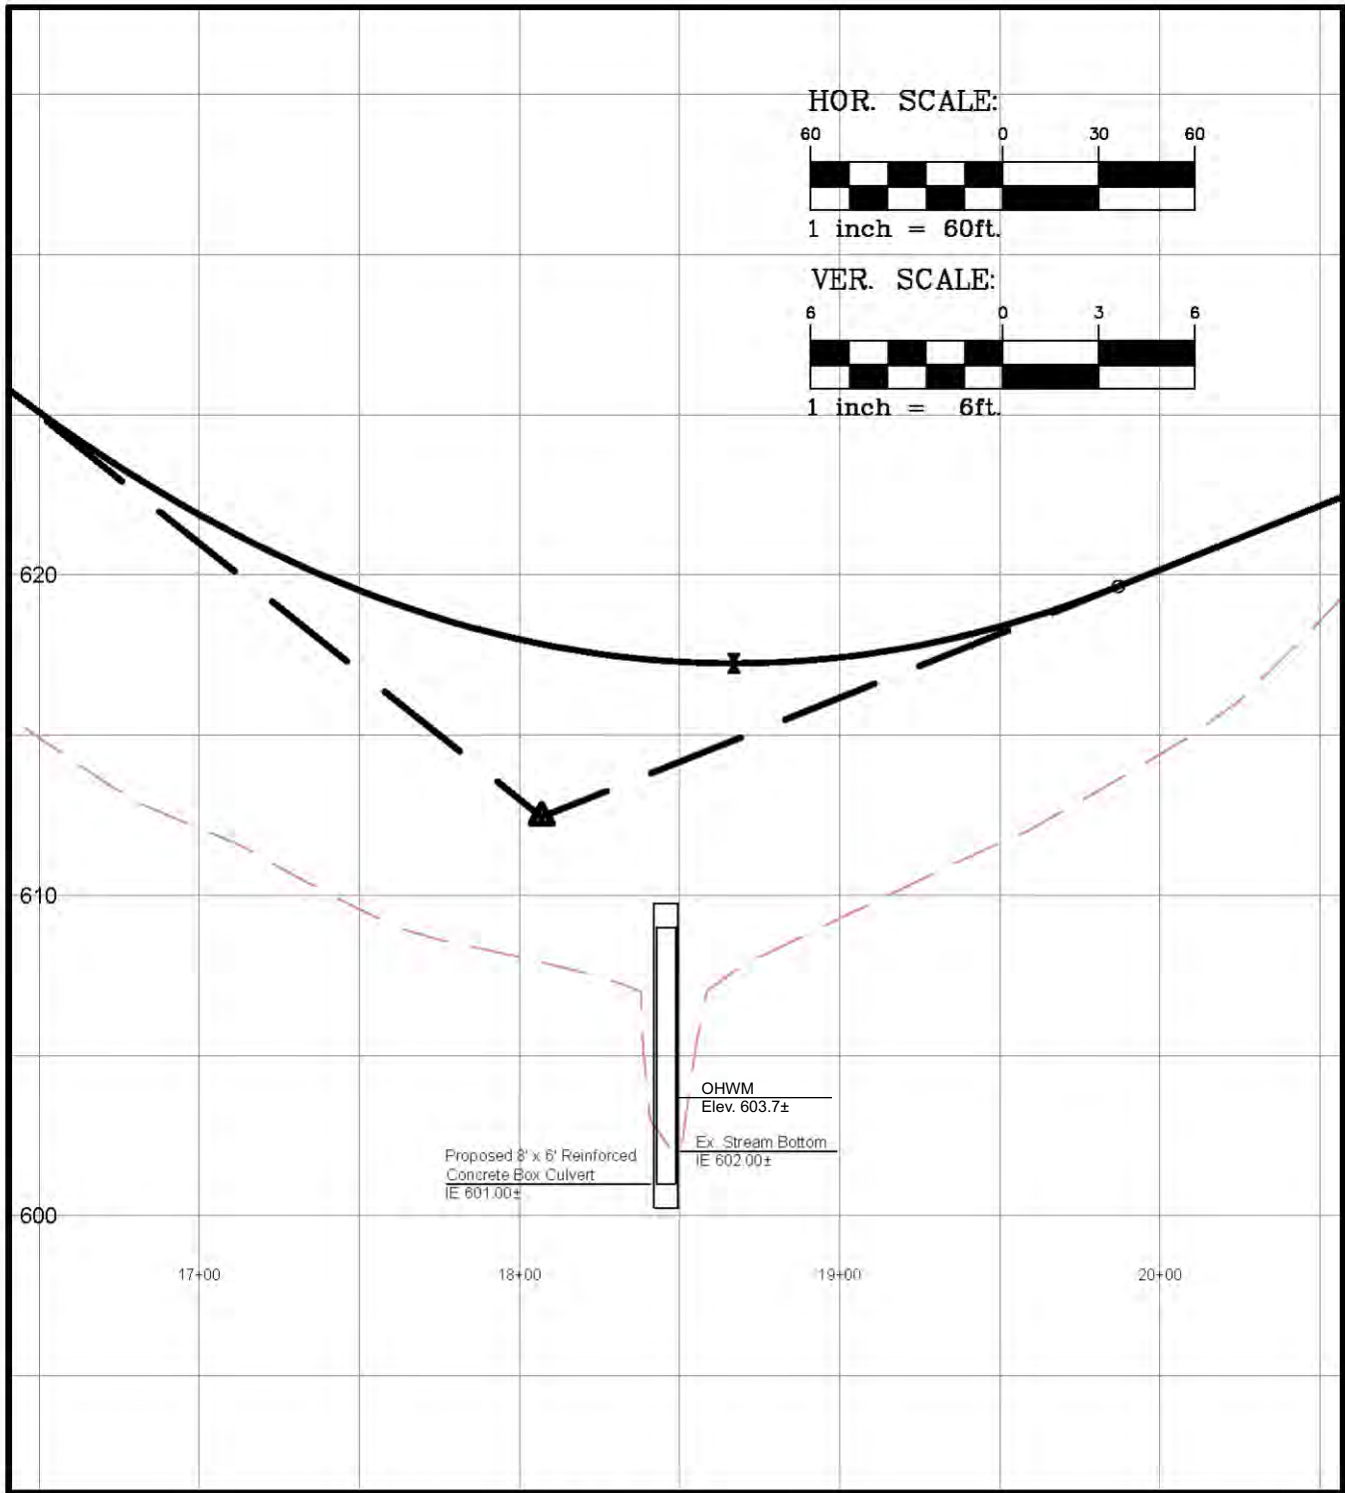 HOR. SCALE:
60 0 30 60
1 inch = 60ft.
VER. SCALE:
6 0 3 6
1 inch = 6ft.
620
610
OHWM
Elev. 603.7±
Ex. Stream Bottom
IE 602.00±
Proposed 8' x 6' Reinforced
Concrete Box Culvert
IE 601.00±
600
17+00 18+00 19+00 20+00